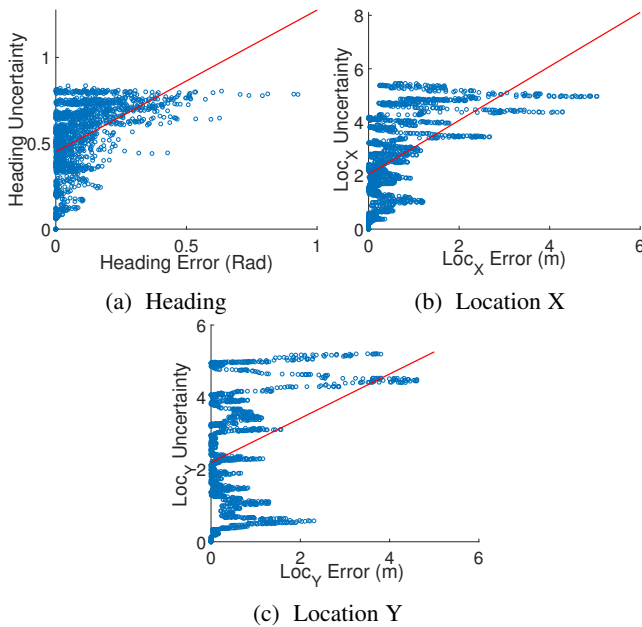 1
0.5
0
Heading Uncertainty
0 0.5 1
Heading Error (Rad)
(a) Heading
8
6
4
2
0
Loc_X Uncertainty
0 2 4 6
Loc_X Error (m)
(b) Location X
6
4
2
0
Loc_Y Uncertainty
0 2 4 6
Loc_Y Error (m)
(c) Location Y